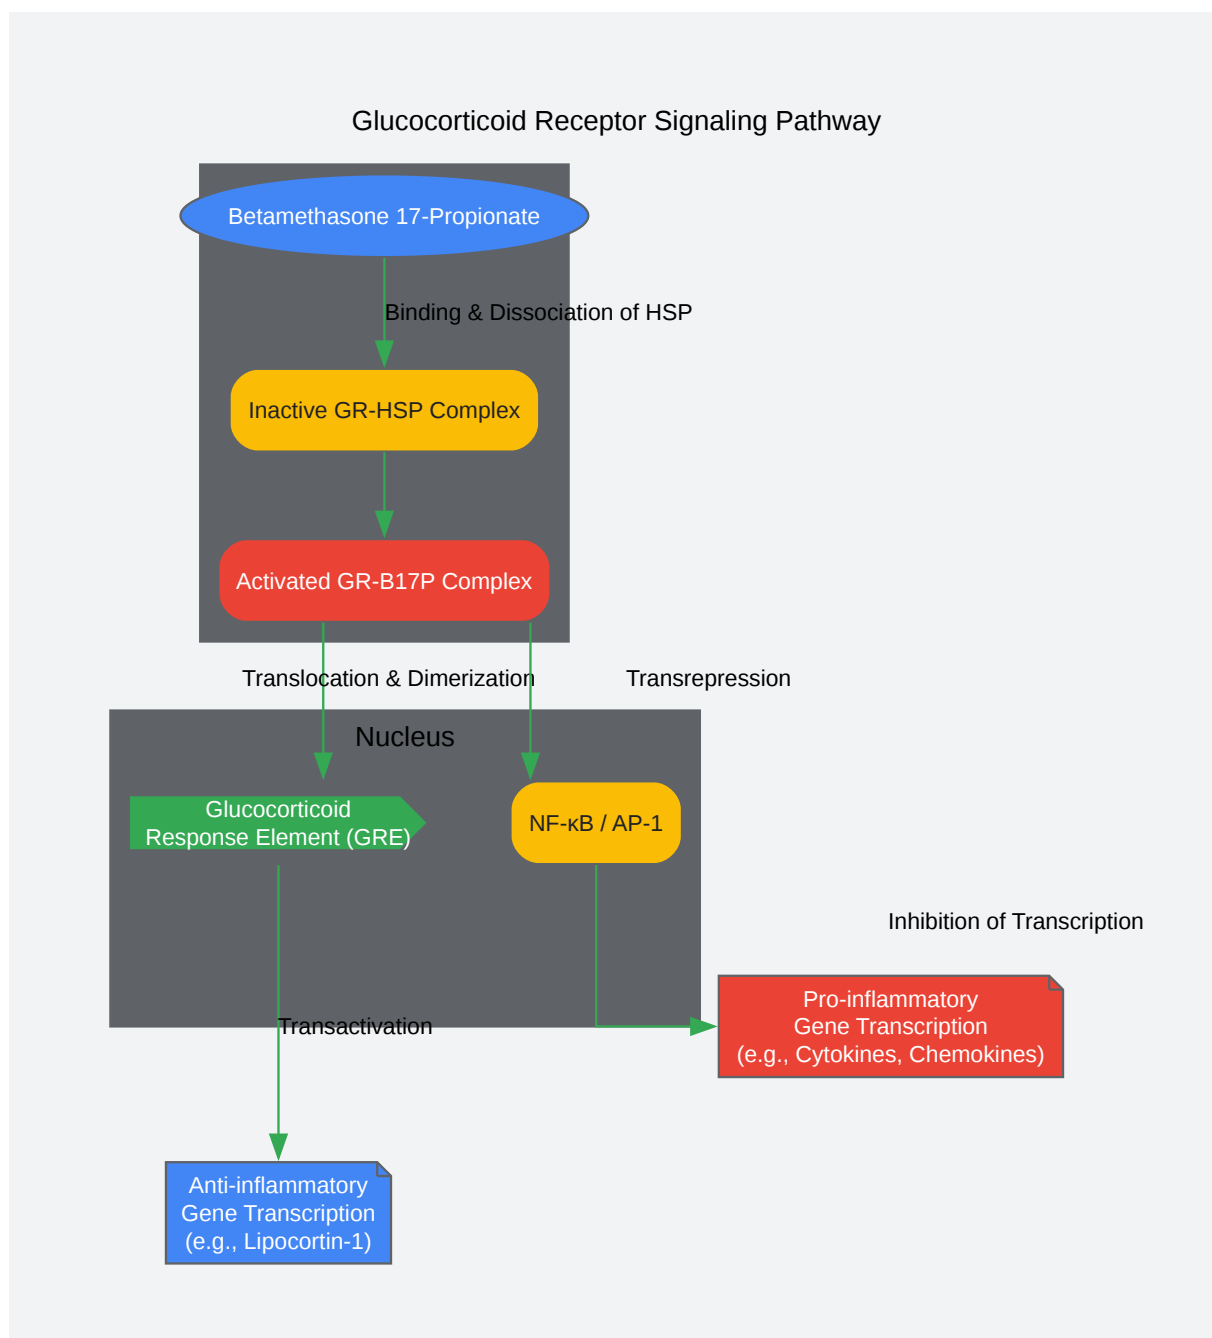 Glucocorticoid Receptor Signaling Pathway
Betamethasone 17-Propionate
Binding & Dissociation of HSP
Inactive GR-HSP Complex
Activated GR-B17P Complex
Translocation & Dimerization
Transrepression
Nucleus
Glucocorticoid
Response Element (GRE)
NF-κB / AP-1
Inhibition of Transcription
Pro-inflammatory
Gene Transcription
(e.g., Cytokines, Chemokines)
Transactivation
Anti-inflammatory
Gene Transcription
(e.g., Lipocortin-1)